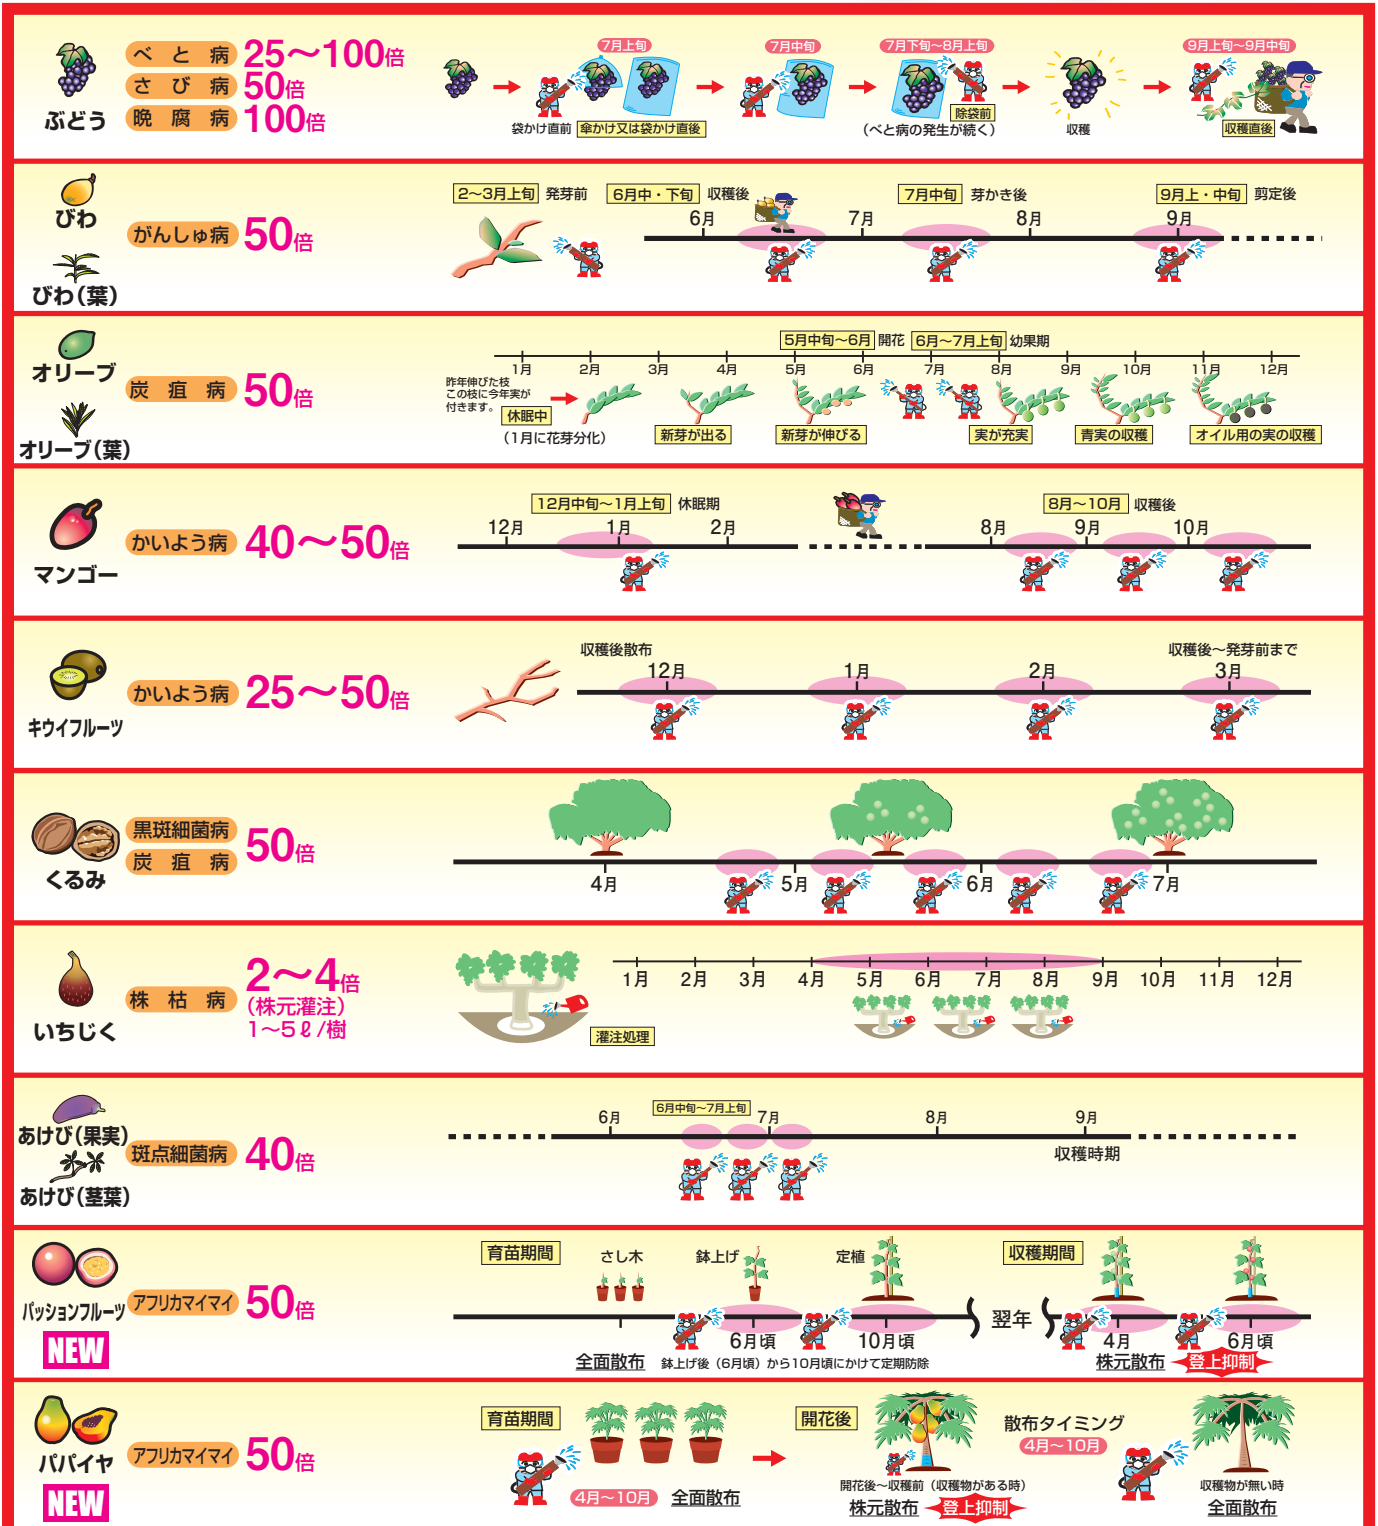 ぶどう
べと病 25〜100倍
さび病 50倍
晩腐病 100倍
7月上旬
7月中旬
7月下旬〜8月上旬
9月上旬〜9月中旬
袋かけ直前 傘かけ又は袋かけ直後
除袋前
(べと病の発生が続く)
収穫
収穫直後
びわ
びわ(葉)
がんしゅ病 50倍
2〜3月上旬 発芽前 6月中・下旬 収穫後 7月中旬 芽かき後 9月上・中旬 剪定後
6月 7月 8月 9月
オリーブ
オリーブ(葉)
炭疽病 50倍
5月中旬〜6月 開花 6月〜7月上旬 幼果期
1月 2月 3月 4月 5月 6月 7月 8月 9月 10月 11月 12月
昨年伸びた枝
この枝に今年実が
付きます。
休眠中
(1月に花芽分化)
新芽が出る 新芽が伸びる 実が充実 青実の収穫 オイル用の実の収穫
マンゴー
かいよう病 40〜50倍
12月中旬〜1月上旬 休眠期 8月〜10月 収穫後
12月 1月 2月 8月 9月 10月
キウイフルーツ
かいよう病 25〜50倍
収穫後散布 収穫後〜発芽前まで
12月 1月 2月 3月
くるみ
黒斑細菌病
炭疽病
50倍
4月 5月 6月 7月
いちじく
株枯病 2〜4倍
(株元灌注)
1〜5ℓ/樹
灌注処理
1月 2月 3月 4月 5月 6月 7月 8月 9月 10月 11月 12月
あけび(果実)
あけび(茎葉)
斑点細菌病 40倍
6月 6月中旬〜7月上旬 7月 8月 9月
収穫時期
パッションフルーツ
NEW
アフリカマイマイ 50倍
育苗期間 さし木 鉢上げ 定植 収穫期間
6月頃 10月頃 翌年 4月 6月頃
全面散布 鉢上げ後(6月頃)から10月頃にかけて定期防除 株元散布 登上抑制
パパイヤ
NEW
アフリカマイマイ 50倍
育苗期間
4月〜10月 全面散布
開花後
開花後〜収穫前(収穫物がある時)
株元散布 登上抑制
散布タイミング
4月〜10月
収穫物が無い時
全面散布